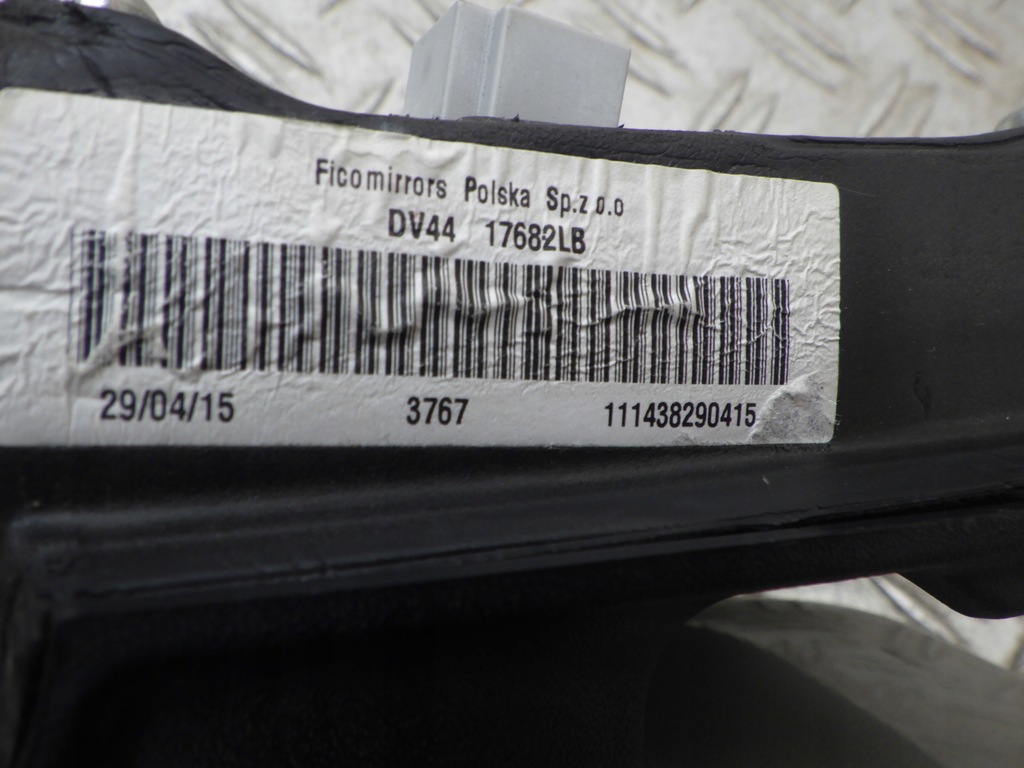 Ficomirrors Polska Sp.z o.o
DV44 17682LB
29/04/15 3767 111438290415